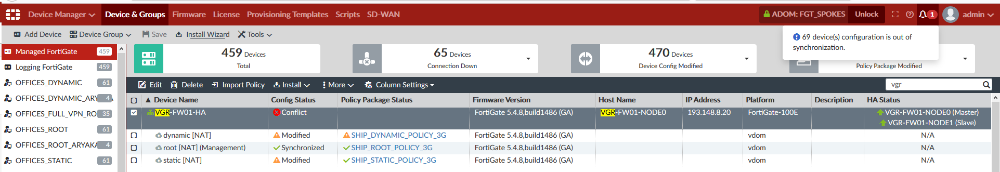 Device Manager Device & Groups Firmware License Provisioning Templates Scripts SD-WAN ADOM: FGT_SPOKES Unlock 1 admin
Add Device Device Group Save Install Wizard Tools
69 device(s) configuration is out of
synchronization.
Managed FortiGate 459
Logging FortiGate 459
OFFICES_DYNAMIC 61
OFFICES_DYNAMIC_AR 4
OFFICES_FULL_VPN_RO 35
OFFICES_ROOT 61
OFFICES_ROOT_ARYAKA 4
OFFICES_STATIC 61
459 Devices
Total
65 Devices
Connection Down
470 Devices
Device Config Modified
Policy Package Modified
Edit Delete Import Policy Install More Column Settings vgr
Device Name Config Status Policy Package Status Firmware Version Host Name IP Address Platform Description HA Status
VGR-FW01-HA Conflict FortiGate 5.4.8,build1486 (GA) VGR-FW01-NODE0 193.148.8.20 FortiGate-100E VGR-FW01-NODE0 (Master)
VGR-FW01-NODE1 (Slave)
dynamic [NAT] Modified SHIP_DYNAMIC_POLICY_3G FortiGate 5.4.8,build1486 (GA) vdom N/A
root [NAT] (Management) Synchronized SHIP_ROOT_POLICY_3G FortiGate 5.4.8,build1486 (GA) vdom N/A
static [NAT] Modified SHIP_STATIC_POLICY_3G FortiGate 5.4.8,build1486 (GA) vdom N/A